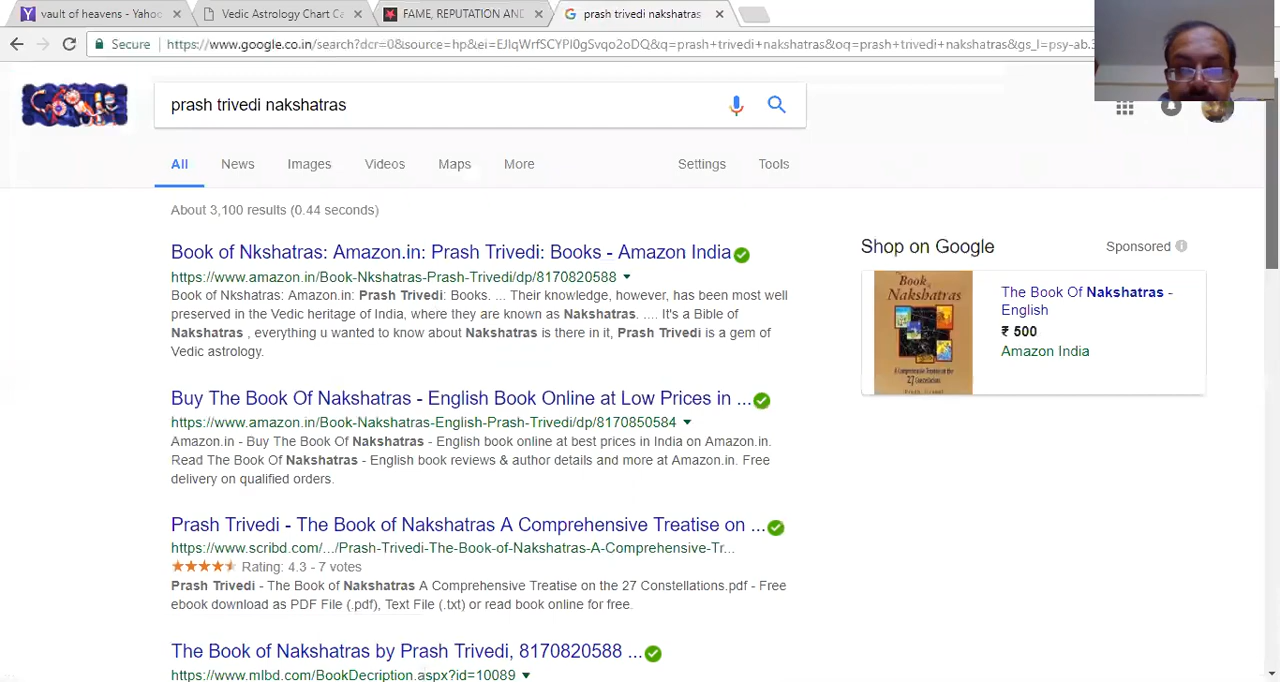 vault of heavens - Yahoo
Vedic Astrology Chart Ca
FAME, REPUTATION AND
prash trivedi nakshatras
Secure
https://www.google.co.in/search?dcr=0&source=hp&ei=EJIqWrfSCYPI0gSvqo2oDQ&q=prash+trivedi+nakshatras&oq=prash+trivedi+nakshatras&gs_l=psy-ab.3
prash trivedi nakshatras
All News Images Videos Maps More Settings Tools
About 3,100 results (0.44 seconds)
Book of Nkshatras: Amazon.in: Prash Trivedi: Books - Amazon India
https://www.amazon.in/Book-Nkshatras-Prash-Trivedi/dp/8170820588
Book of Nkshatras: Amazon.in: Prash Trivedi: Books. ... Their knowledge, however, has been most well
preserved in the Vedic heritage of India, where they are known as Nakshatras. .... It's a Bible of
Nakshatras , everything u wanted to know about Nakshatras is there in it, Prash Trivedi is a gem of
Vedic astrology.
Buy The Book Of Nakshatras - English Book Online at Low Prices in ...
https://www.amazon.in/Book-Nakshatras-English-Prash-Trivedi/dp/8170850584
Amazon.in - Buy The Book Of Nakshatras - English book online at best prices in India on Amazon.in.
Read The Book Of Nakshatras - English book reviews & author details and more at Amazon.in. Free
delivery on qualified orders.
Prash Trivedi - The Book of Nakshatras A Comprehensive Treatise on ...
https://www.scribd.com/.../Prash-Trivedi-The-Book-of-Nakshatras-A-Comprehensive-Tr...
Rating: 4.3 - 7 votes
Prash Trivedi - The Book of Nakshatras A Comprehensive Treatise on the 27 Constellations.pdf - Free
ebook download as PDF File (.pdf), Text File (.txt) or read book online for free.
The Book of Nakshatras by Prash Trivedi, 8170820588 ...
https://www.mlbd.com/BookDecription.aspx?id=10089
Shop on Google Sponsored
The Book Of Nakshatras -
English
₹ 500
Amazon India
Book of
Nakshatras
A Comprehensive Treatise on the
27 Constellations